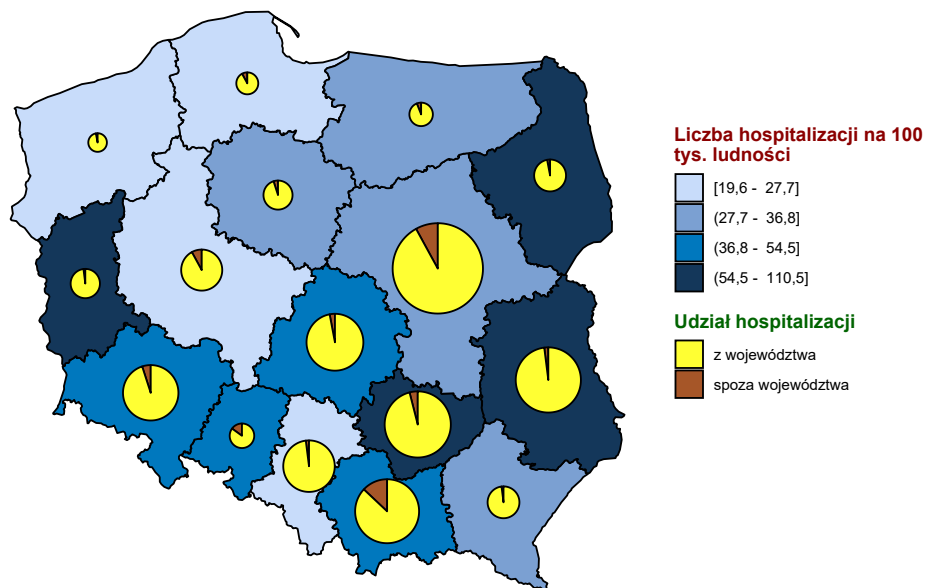 Liczba hospitalizacji na 100
tys. ludności
[19,6 - 27,7]
(27,7 - 36,8]
(36,8 - 54,5]
(54,5 - 110,5]
Udział hospitalizacji
z województwa
spoza województwa